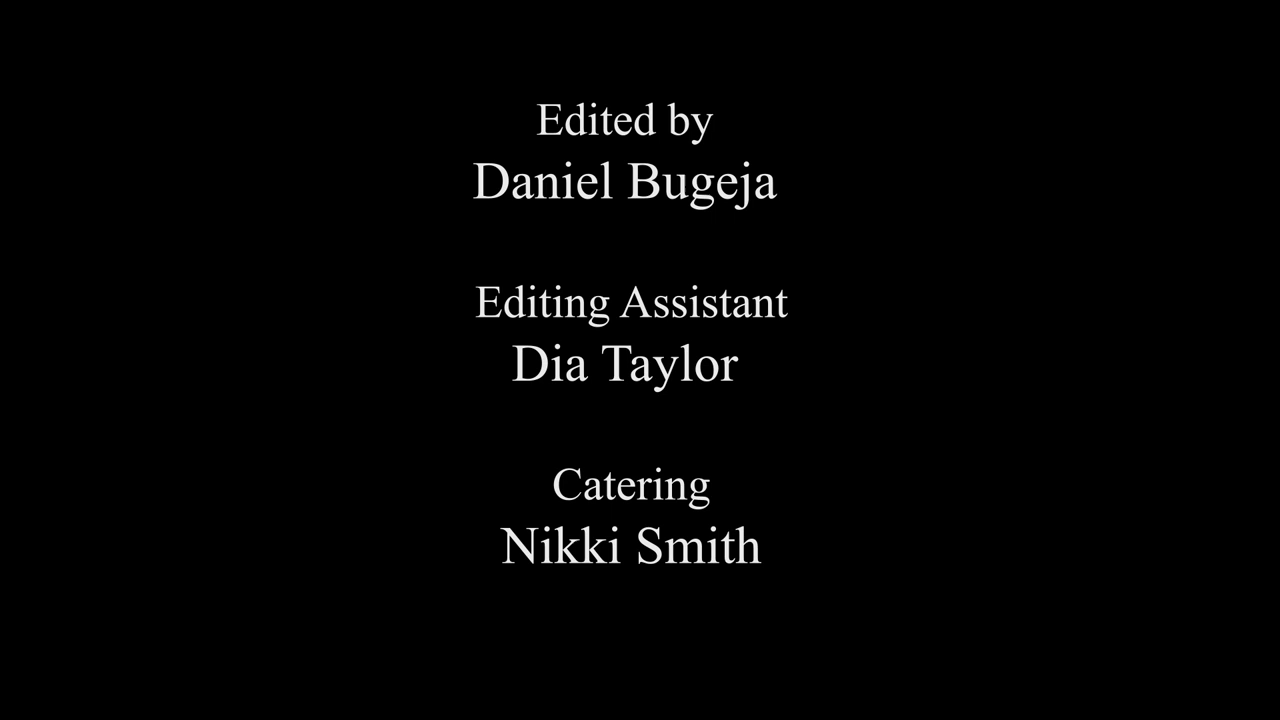 Edited by
Daniel Bugeja
Editing Assistant
Dia Taylor
Catering
Nikki Smith